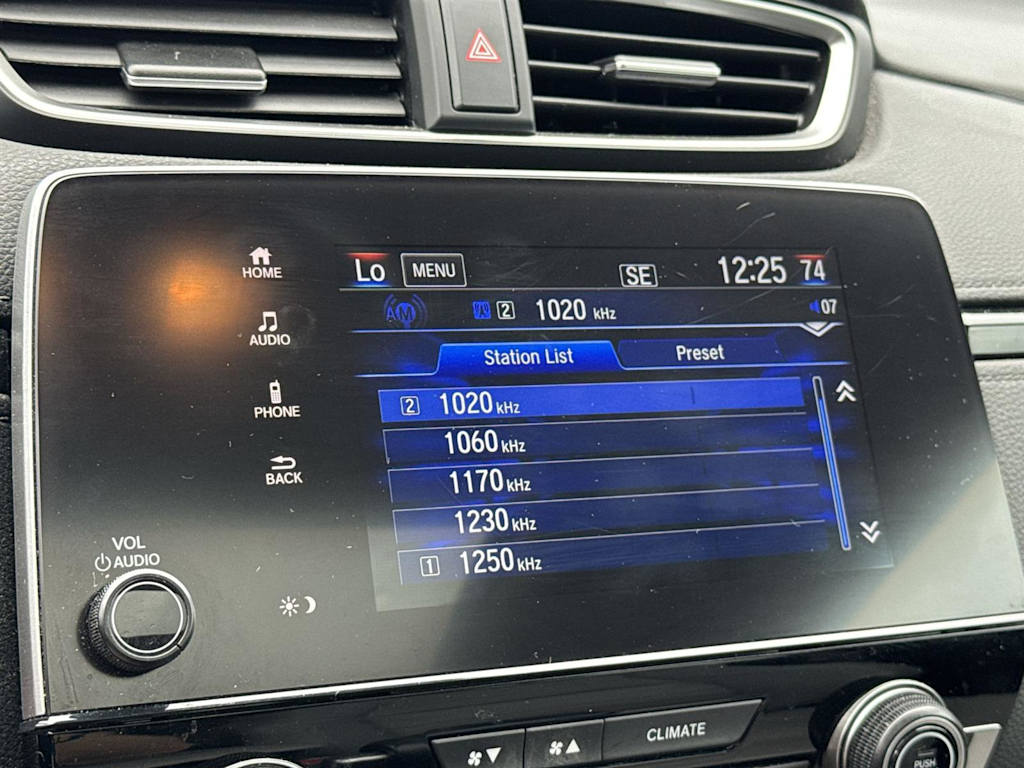 HOME
AUDIO
PHONE
BACK
VOL
AUDIO
Lo MENU SE 12:25 74
AM 2 1020 kHz 07
Station List Preset
2 1020 kHz
1060 kHz
1170 kHz
1230 kHz
1 1250 kHz
CLIMATE
PUSH